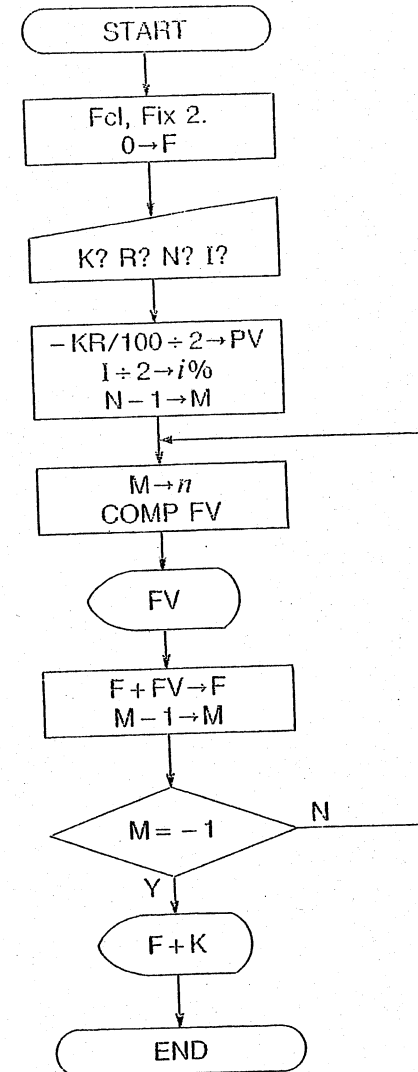 START
Fcl, Fix 2.
0→F
K? R? N? I?
−KR/100÷2→PV
I÷2→i%
N−1→M
M→n
COMP FV
FV
F+FV→F
M−1→M
M=−1
N
Y
F+K
END